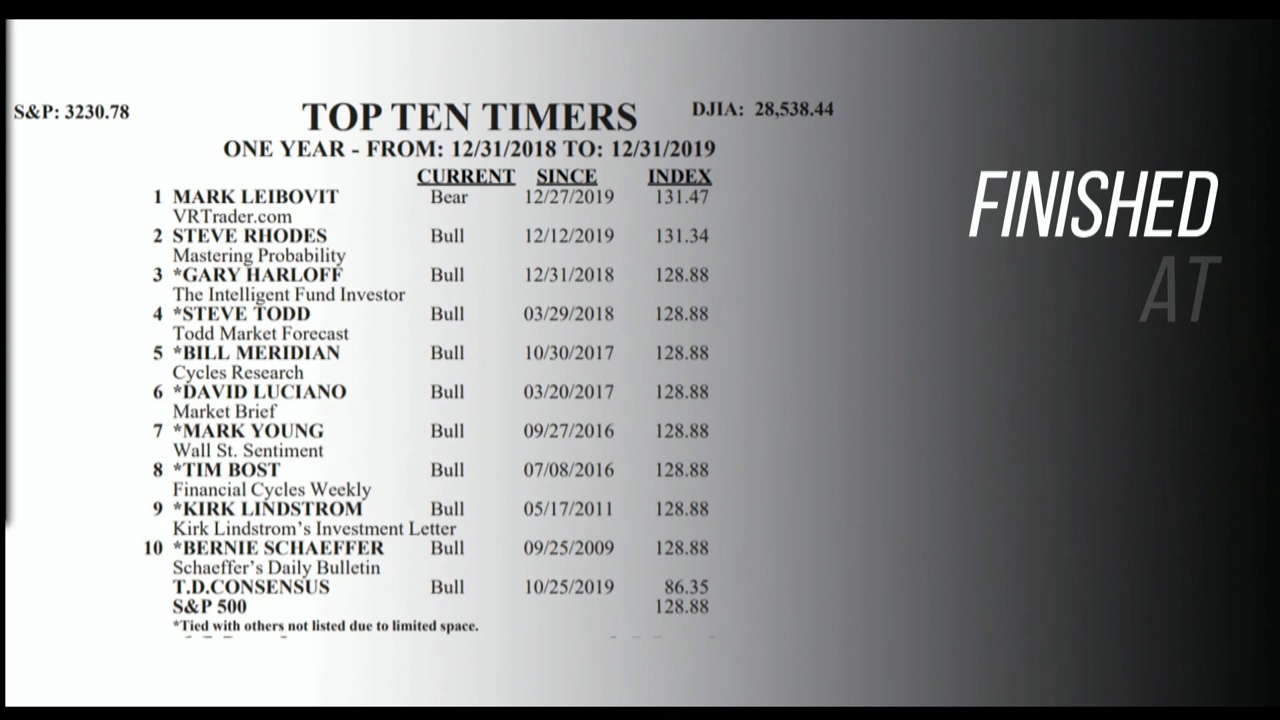 S&P: 3230.78
TOP TEN TIMERS
DJIA: 28,538.44
ONE YEAR - FROM: 12/31/2018 TO: 12/31/2019
CURRENT SINCE INDEX
1 MARK LEIBOVIT Bear 12/27/2019 131.47
VRTrader.com
2 STEVE RHODES Bull 12/12/2019 131.34
Mastering Probability
3 *GARY HARLOFF Bull 12/31/2018 128.88
The Intelligent Fund Investor
4 *STEVE TODD Bull 03/29/2018 128.88
Todd Market Forecast
5 *BILL MERIDIAN Bull 10/30/2017 128.88
Cycles Research
6 *DAVID LUCIANO Bull 03/20/2017 128.88
Market Brief
7 *MARK YOUNG Bull 09/27/2016 128.88
Wall St. Sentiment
8 *TIM BOST Bull 07/08/2016 128.88
Financial Cycles Weekly
9 *KIRK LINDSTROM Bull 05/17/2011 128.88
Kirk Lindstrom's Investment Letter
10 *BERNIE SCHAEFFER Bull 09/25/2009 128.88
Schaeffer's Daily Bulletin
T.D.CONSENSUS Bull 10/25/2019 86.35
S&P 500 128.88
*Tied with others not listed due to limited space.
FINISHED
AT